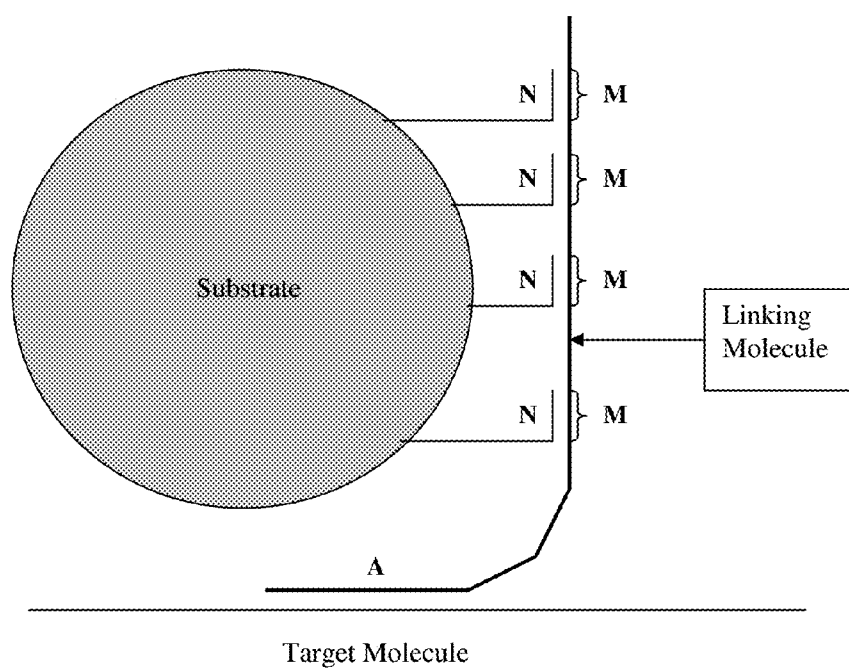 N M
N M
Substrate
N M
Linking
Molecule
N M
A
Target Molecule